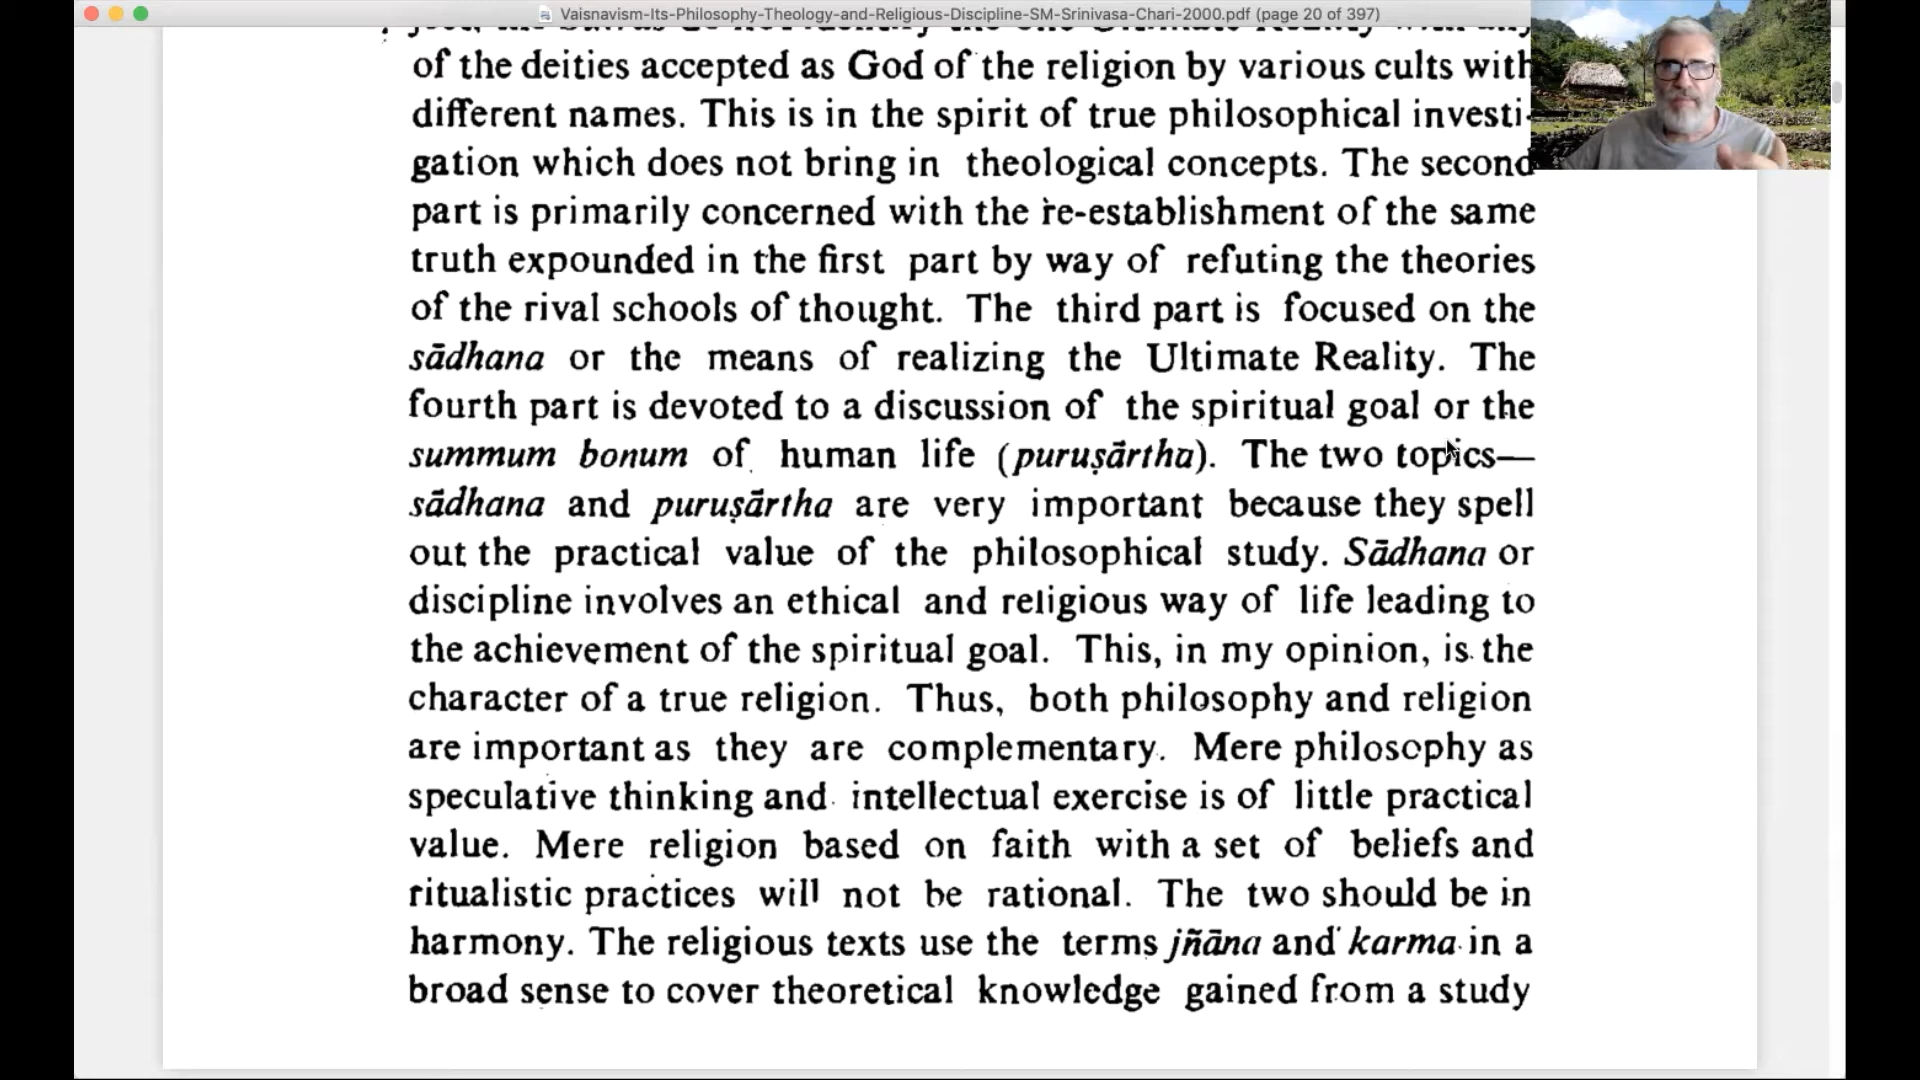 Vaisnavism-Its-Philosophy-Theology-and-Religious-Discipline-SM-Srinivasa-Chari-2000.pdf (page 20 of 397)
of the deities accepted as God of the religion by various cults with
different names. This is in the spirit of true philosophical investi-
gation which does not bring in theological concepts. The second
part is primarily concerned with the re-establishment of the same
truth expounded in the first part by way of refuting the theories
of the rival schools of thought. The third part is focused on the
sādhana or the means of realizing the Ultimate Reality. The
fourth part is devoted to a discussion of the spiritual goal or the
summum bonum of human life (puruṣārtha). The two topics—
sādhana and puruṣārtha are very important because they spell
out the practical value of the philosophical study. Sādhana or
discipline involves an ethical and religious way of life leading to
the achievement of the spiritual goal. This, in my opinion, is the
character of a true religion. Thus, both philosophy and religion
are important as they are complementary. Mere philosophy as
speculative thinking and intellectual exercise is of little practical
value. Mere religion based on faith with a set of beliefs and
ritualistic practices will not be rational. The two should be in
harmony. The religious texts use the terms jñāna and karma in a
broad sense to cover theoretical knowledge gained from a study